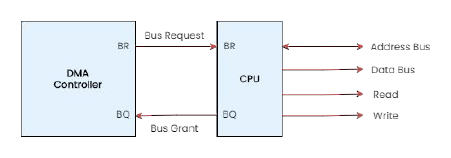 Bus Request
BR
BR
Address Bus
DMA
Controller
CPU
Data Bus
Read
BQ
BQ
Write
Bus Grant